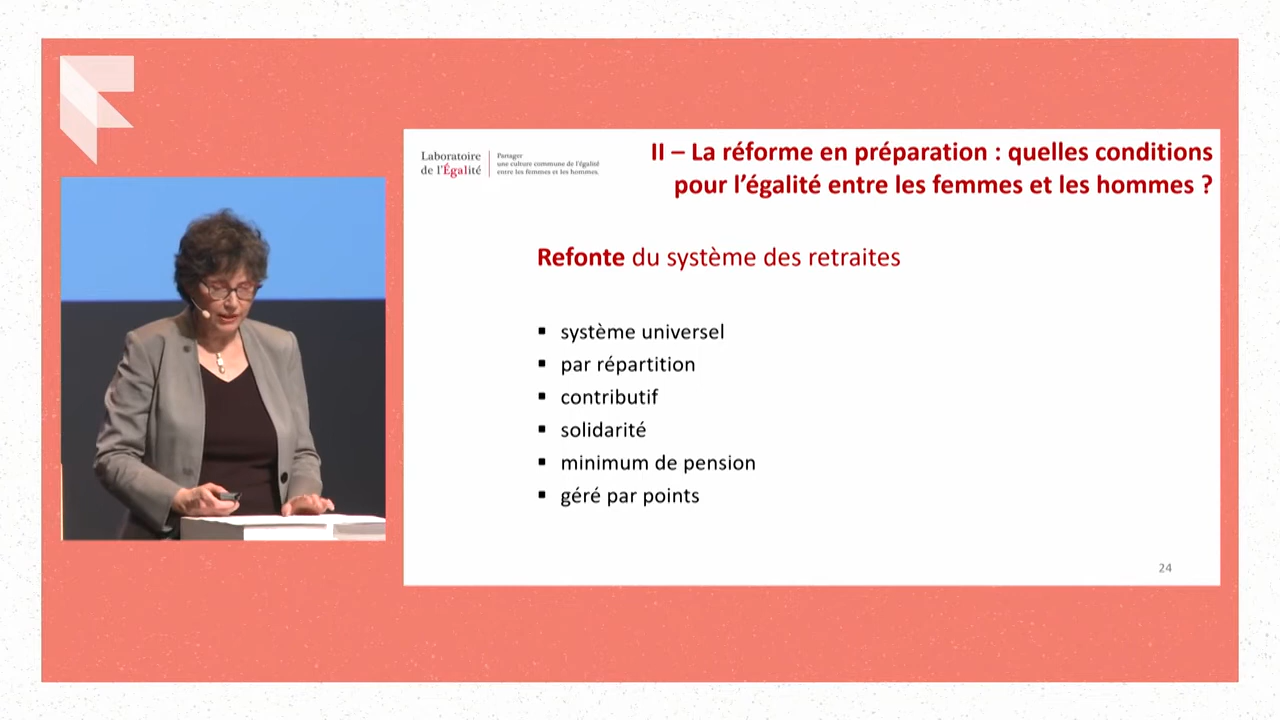 Laboratoire
de l'Égalité
Partager
une culture commune de l'égalité
entre les femmes et les hommes.
II – La réforme en préparation : quelles conditions
pour l'égalité entre les femmes et les hommes ?
Refonte du système des retraites
▪ système universel
▪ par répartition
▪ contributif
▪ solidarité
▪ minimum de pension
▪ géré par points
24